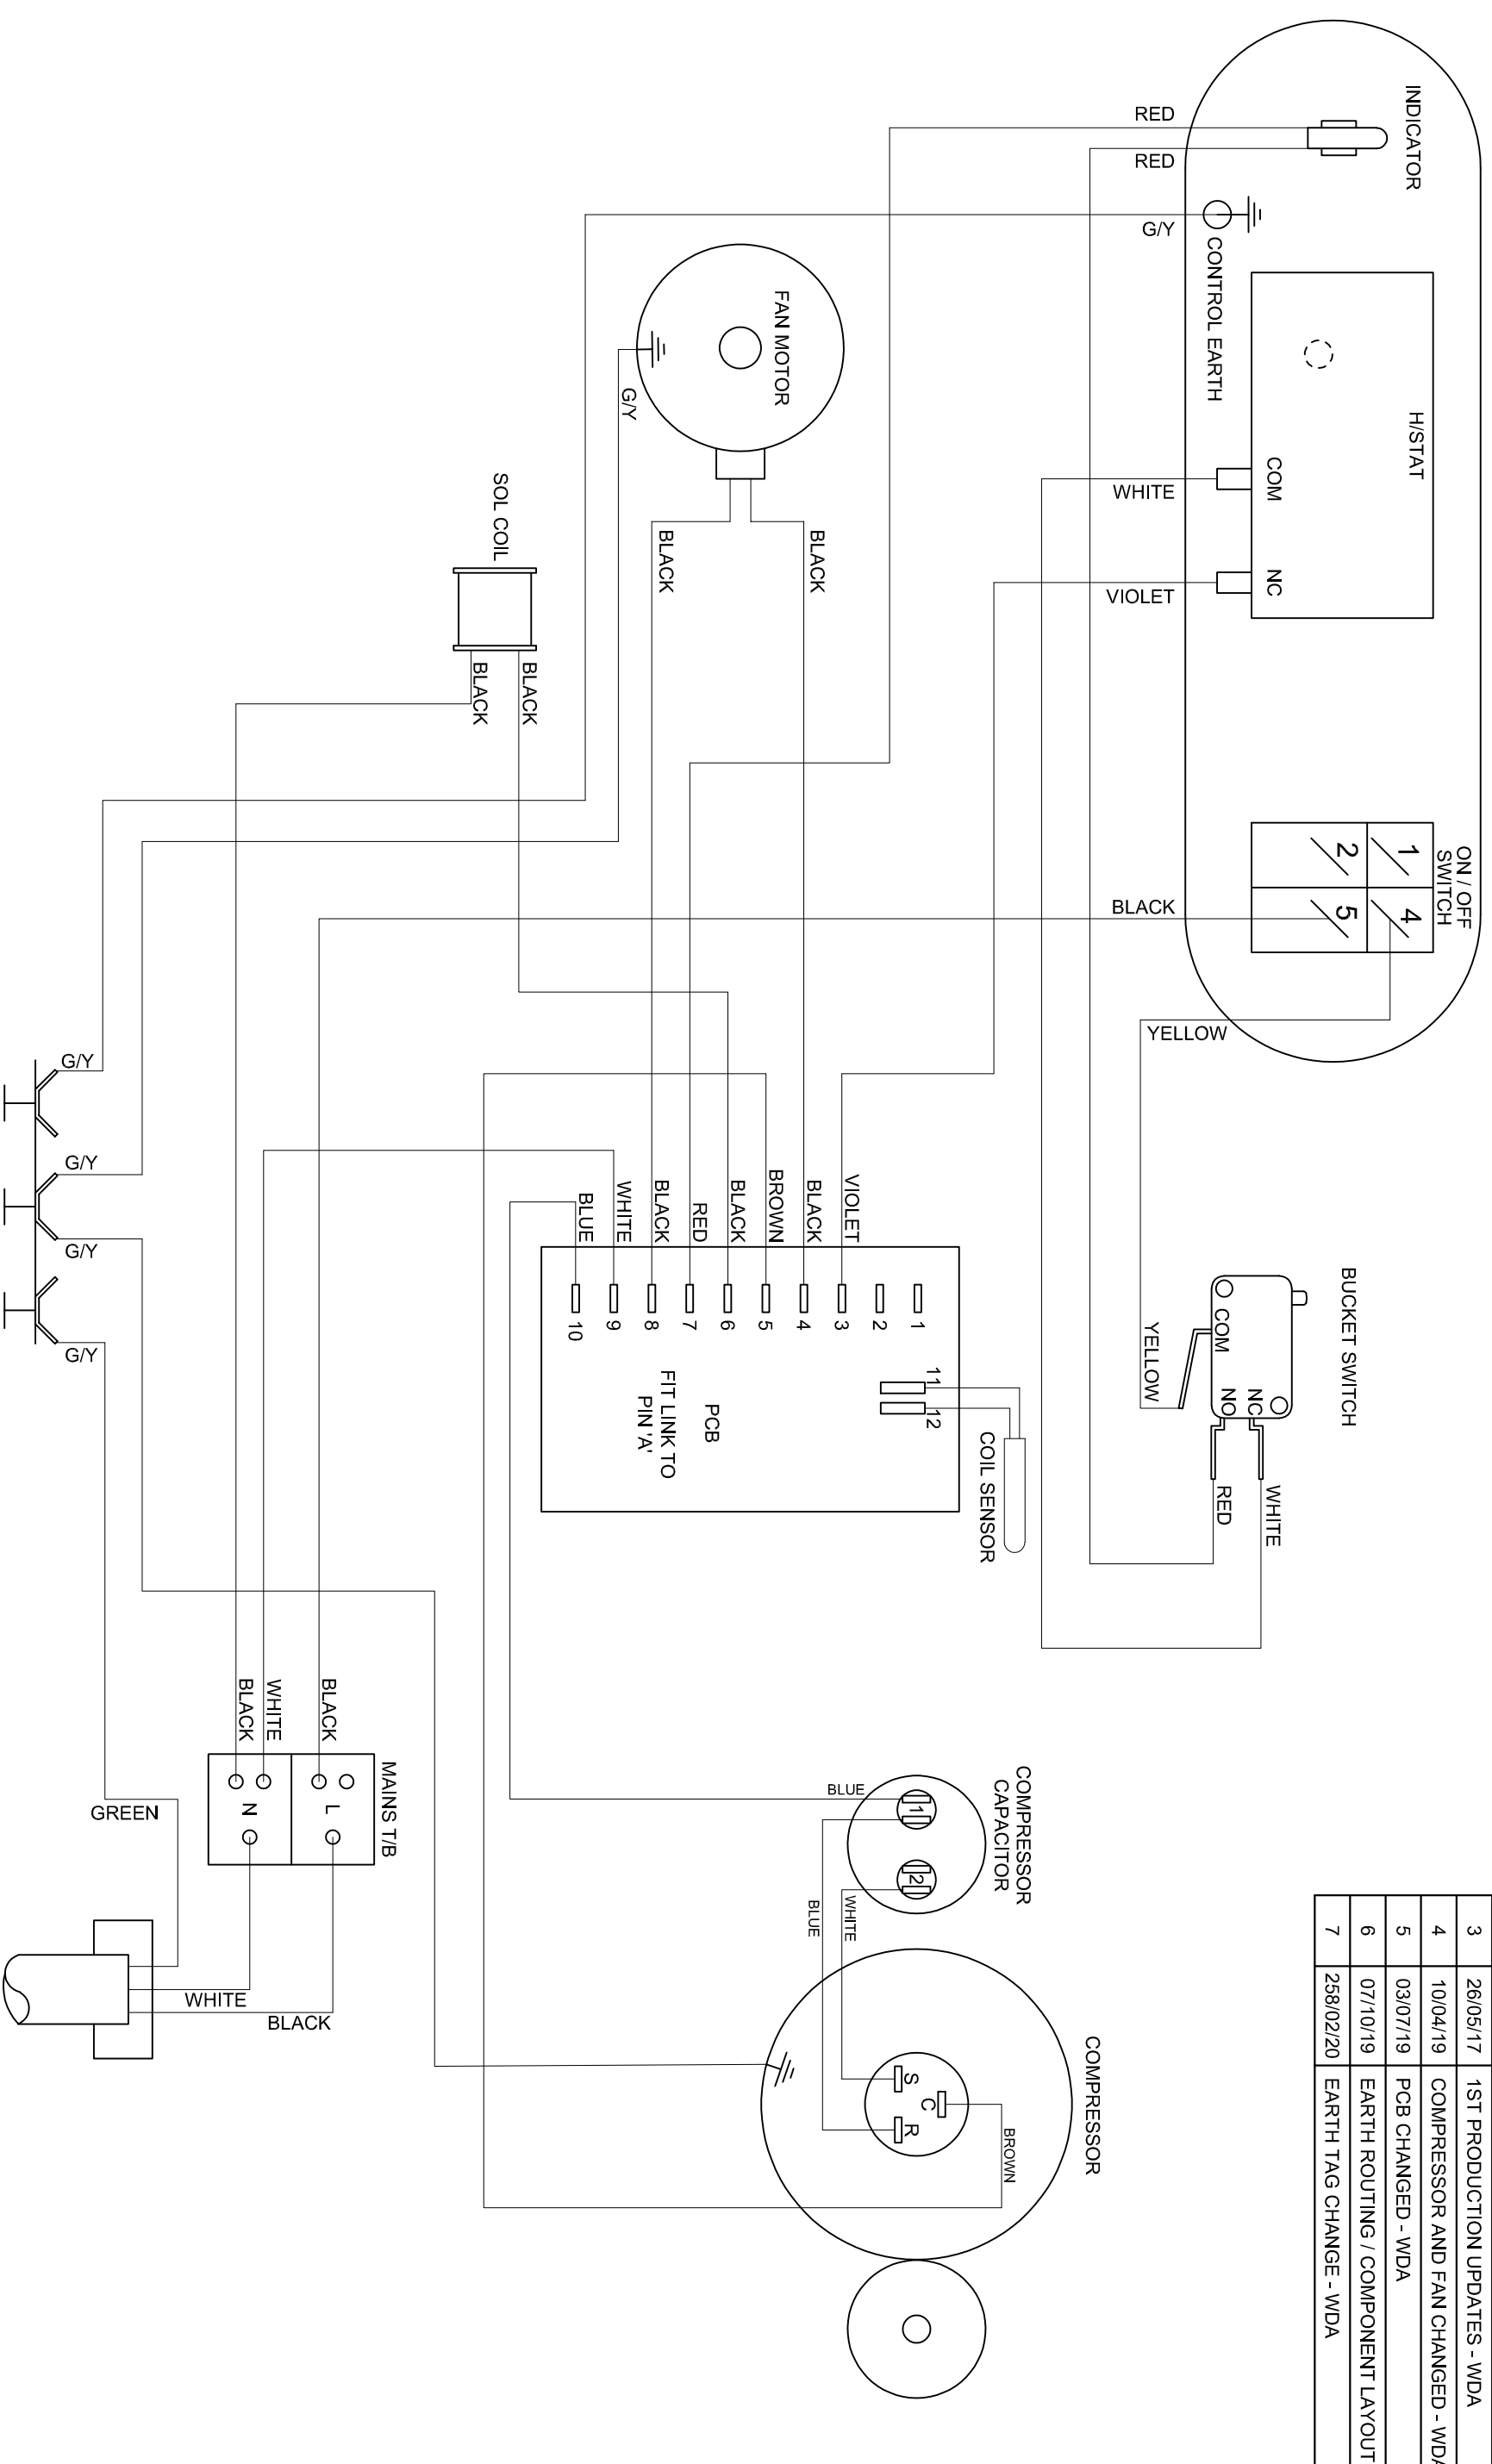 INDICATOR
RED
RED
G/Y
CONTROL EARTH
H/STAT
COM
NC
WHITE
VIOLET
ON / OFF
SWITCH
1
2
4
5
BLACK
YELLOW
FAN MOTOR
G/Y
BLACK
BLACK
SOL COIL
BLACK
BLACK
BUCKET SWITCH
COM
NC
NO
YELLOW
WHITE
RED
VIOLET
BLACK
BROWN
BLACK
RED
BLACK
WHITE
BLUE
1
2
3
4
5
6
7
8
9
10
11
12
PCB
FIT LINK TO
PIN 'A'
COIL SENSOR
G/Y
G/Y
G/Y
G/Y
BLACK
WHITE
BLACK
MAINS T/B
L
N
GREEN
WHITE
BLACK
COMPRESSOR
CAPACITOR
BLUE
1
2
WHITE
BLUE
COMPRESSOR
S
C
R
BROWN
3 26/05/17 1ST PRODUCTION UPDATES - WDA
4 10/04/19 COMPRESSOR AND FAN CHANGED - WDA
5 03/07/19 PCB CHANGED - WDA
6 07/10/19 EARTH ROUTING / COMPONENT LAYOUT
7 258/02/20 EARTH TAG CHANGE - WDA